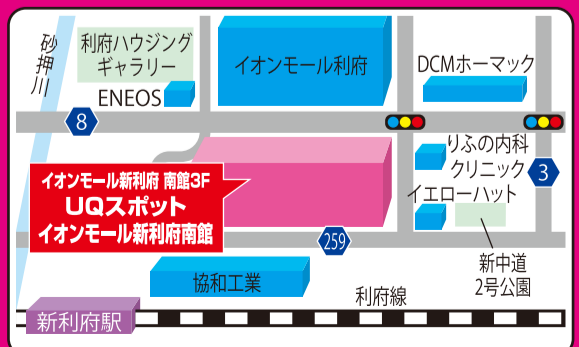 砂押川
利府ハウジング
ギャラリー
ENEOS
イオンモール利府
DCMホーマック
8
りふの内科
クリニック
3
イエローハット
イオンモール新利府 南館3F
UQスポット
イオンモール新利府南館
259
新中道
2号公園
協和工業
利府線
新利府駅